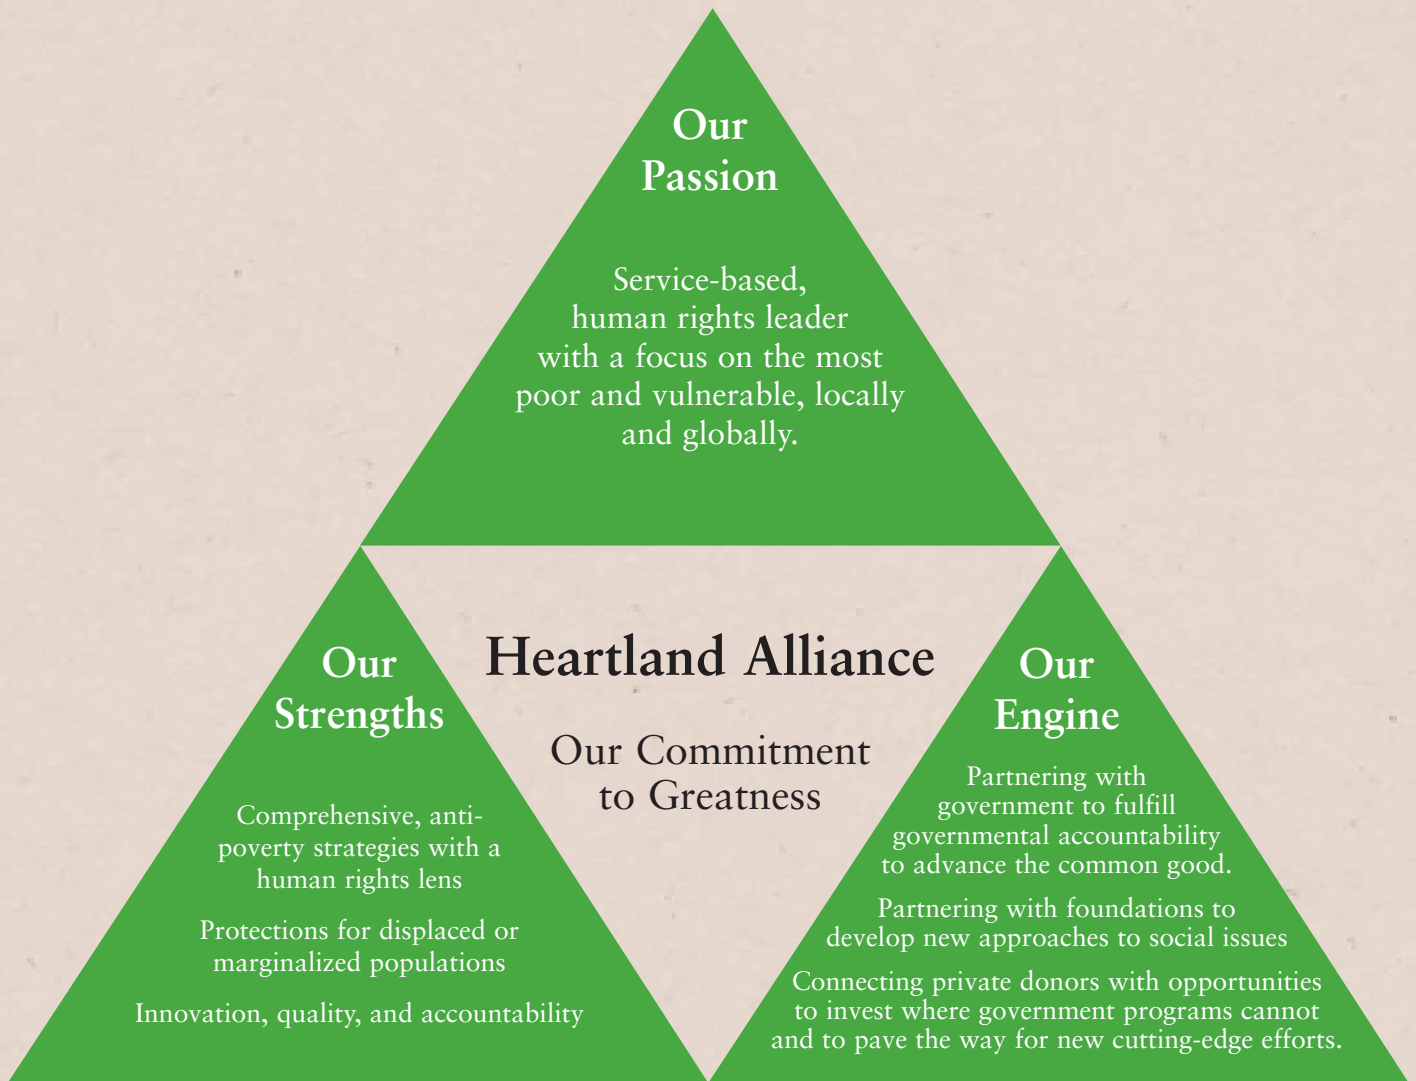 Our
Passion
Service-based,
human rights leader
with a focus on the most
poor and vulnerable, locally
and globally.
Heartland Alliance
Our Commitment
to Greatness
Our
Strengths
Comprehensive, anti-
poverty strategies with a
human rights lens
Protections for displaced or
marginalized populations
Innovation, quality, and accountability
Our
Engine
Partnering with
government to fulfill
governmental accountability
to advance the common good.
Partnering with foundations to
develop new approaches to social issues
Connecting private donors with opportunities
to invest where government programs cannot
and to pave the way for new cutting-edge efforts.